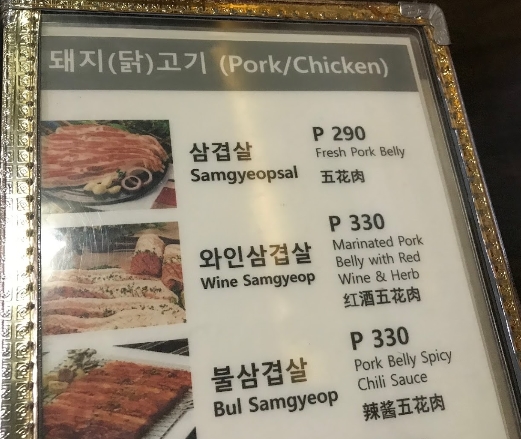 돼지(닭)고기 (Pork/Chicken)
삼겹살
Samgyeopsal
P 290
Fresh Pork Belly
五花肉
와인삼겹살
Wine Samgyeop
P 330
Marinated Pork
Belly with Red
Wine & Herb
红酒五花肉
불삼겹살
Bul Samgyeop
P 330
Pork Belly Spicy
Chili Sauce
辣酱五花肉